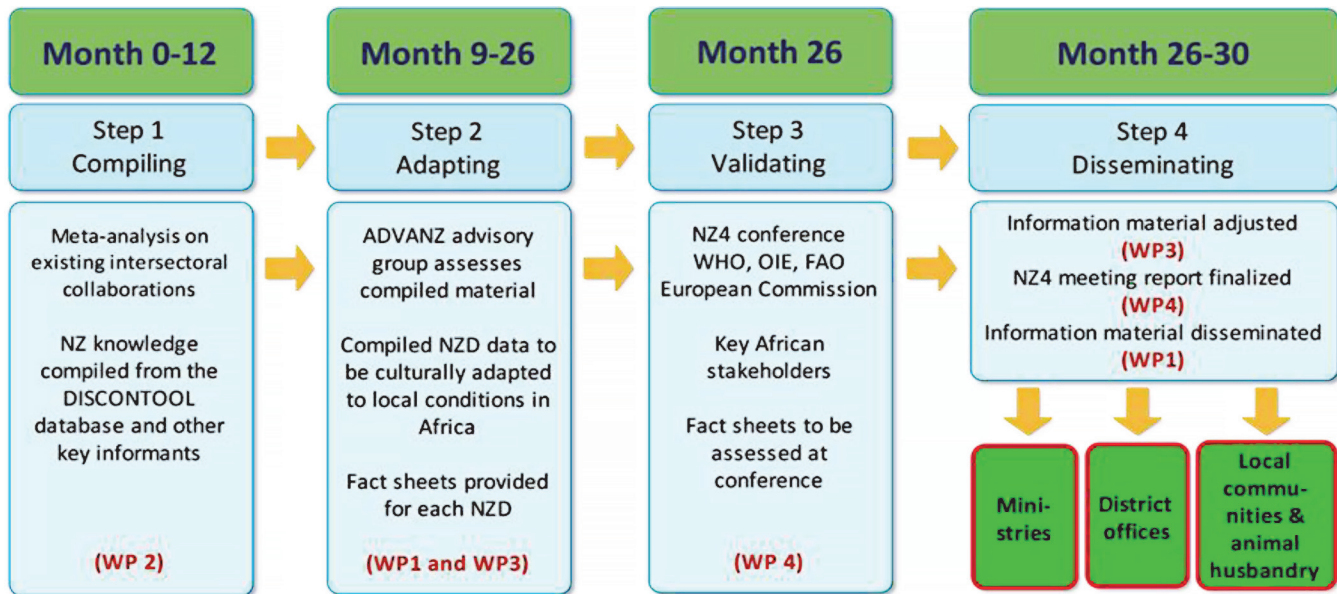 Month 0-12
Month 9-26
Month 26
Month 26-30
Step 1
Compiling
Step 2
Adapting
Step 3
Validating
Step 4
Disseminating
Meta-analysis on
existing intersectoral
collaborations
NZ knowledge
compiled from the
DISCONTOOL
database and other
key informants
(WP 2)
ADVANZ advisory
group assesses
compiled material
Compiled NZD data to
be culturally adapted
to local conditions in
Africa
Fact sheets provided
for each NZD
(WP1 and WP3)
NZ4 conference
WHO, OIE, FAO
European Commission
Key African
stakeholders
Fact sheets to be
assessed at
conference
(WP 4)
Information material adjusted
(WP3)
NZ4 meeting report finalized
(WP4)
Information material disseminated
(WP1)
Mini-
stries
District
offices
Local
commu-
nities &
animal
husbandry